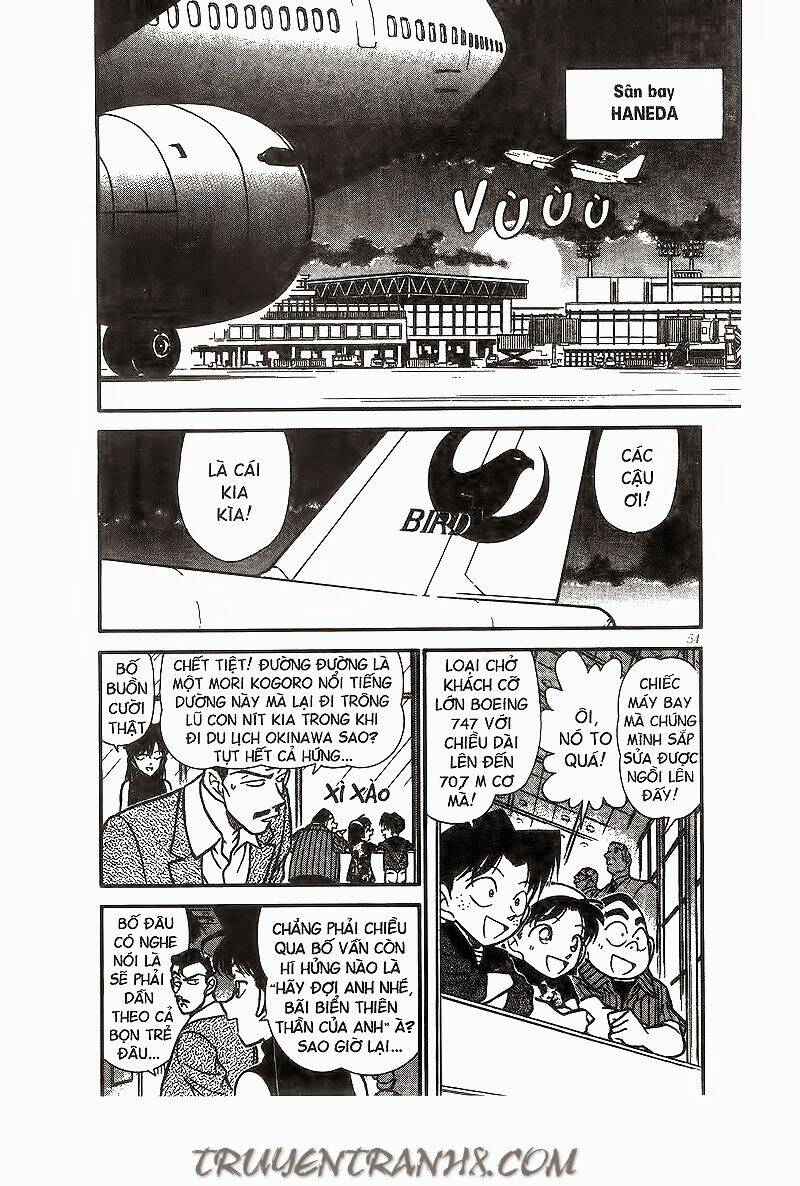 Sân bay
HANEDA
VÙÙÙ
CÁC
CẬU
ƠI!
LÀ CÁI
KIA
KÌA!
BIRD
54
CHIẾC
MÁY BAY
MÀ CHÚNG
MÌNH SẮP
SỬA ĐƯỢC
NGỒI LÊN
ĐẤY!
ÔI,
NÓ TO
QUÁ!
LOẠI CHỞ
KHÁCH CỠ
LỚN BOEING
747 VỚI
CHIỀU DÀI
LÊN ĐẾN
707 M CƠ
MÀ!
CHẾT TIỆT! ĐƯỜNG ĐƯỜNG LÀ
MỘT MORI KOGORO NỔI TIẾNG
DƯỜNG NÀY MÀ LẠI ĐI TRÔNG
LŨ CON NÍT KIA TRONG KHI
ĐI DU LỊCH OKINAWA SAO?
TỤT HẾT CẢ HỨNG...
BỐ
BUỒN
CƯỜI
THẬT
XÌ XÀO
CHẲNG PHẢI CHIỀU
QUA BỐ VẪN CÒN
HÍ HỬNG NÀO LÀ
"HÃY ĐỢI ANH NHÉ,
BÃI BIỂN THIÊN
THẦN CỦA ANH" À?
SAO GIỜ LẠI...
BỐ ĐÂU
CÓ NGHE
NÓI LÀ
SẼ PHẢI
DẪN
THEO CẢ
BỌN TRẺ
ĐÂU...
TRUYENTRANH8.COM